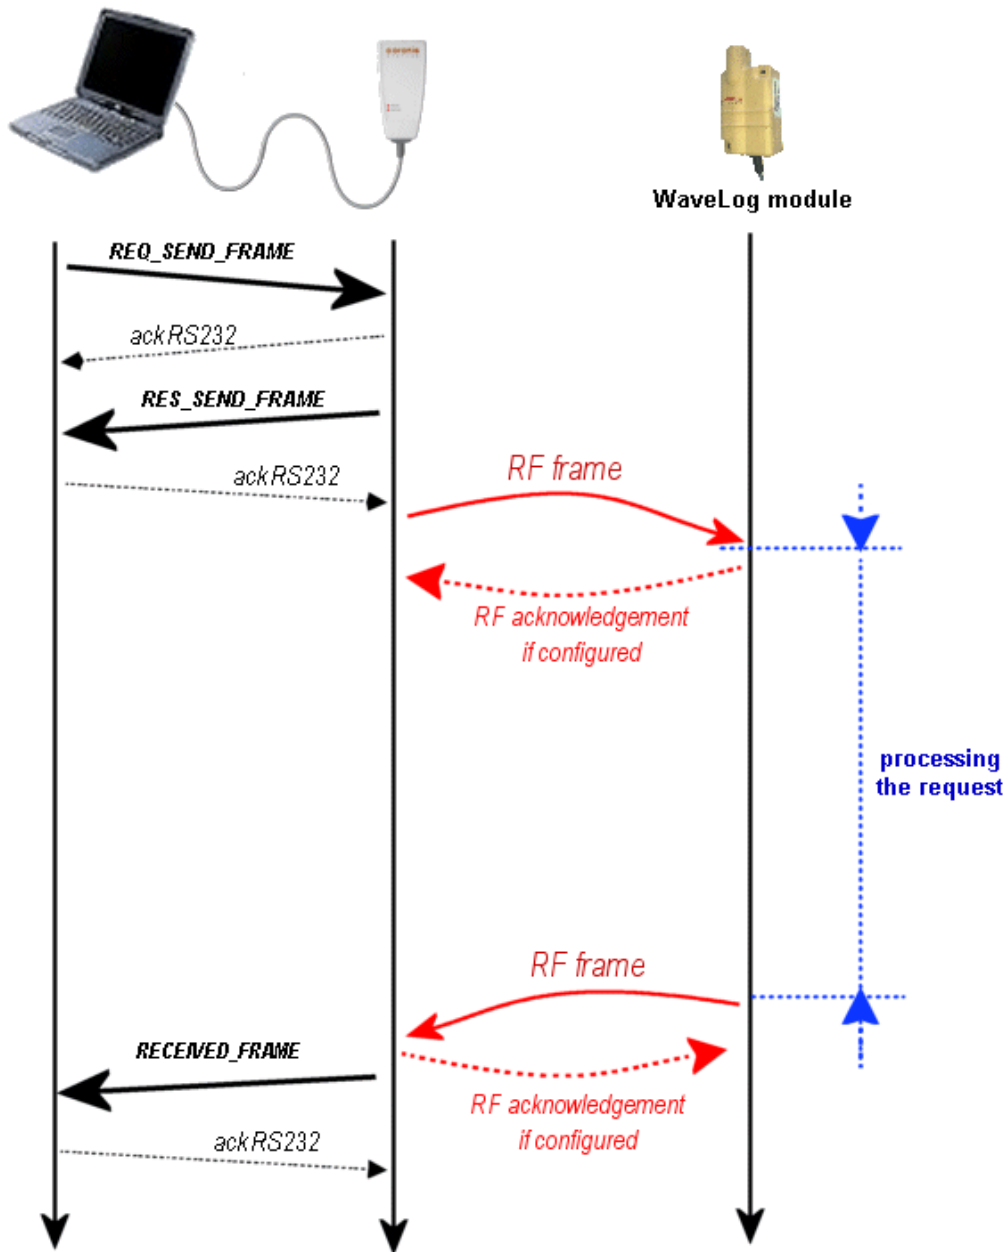 WaveLog module
REQ_SEND_FRAME
ackRS232
RES_SEND_FRAME
ackRS232
RF frame
RF acknowledgement
if configured
processing
the request
RF frame
RECEIVED_FRAME
RF acknowledgement
if configured
ackRS232